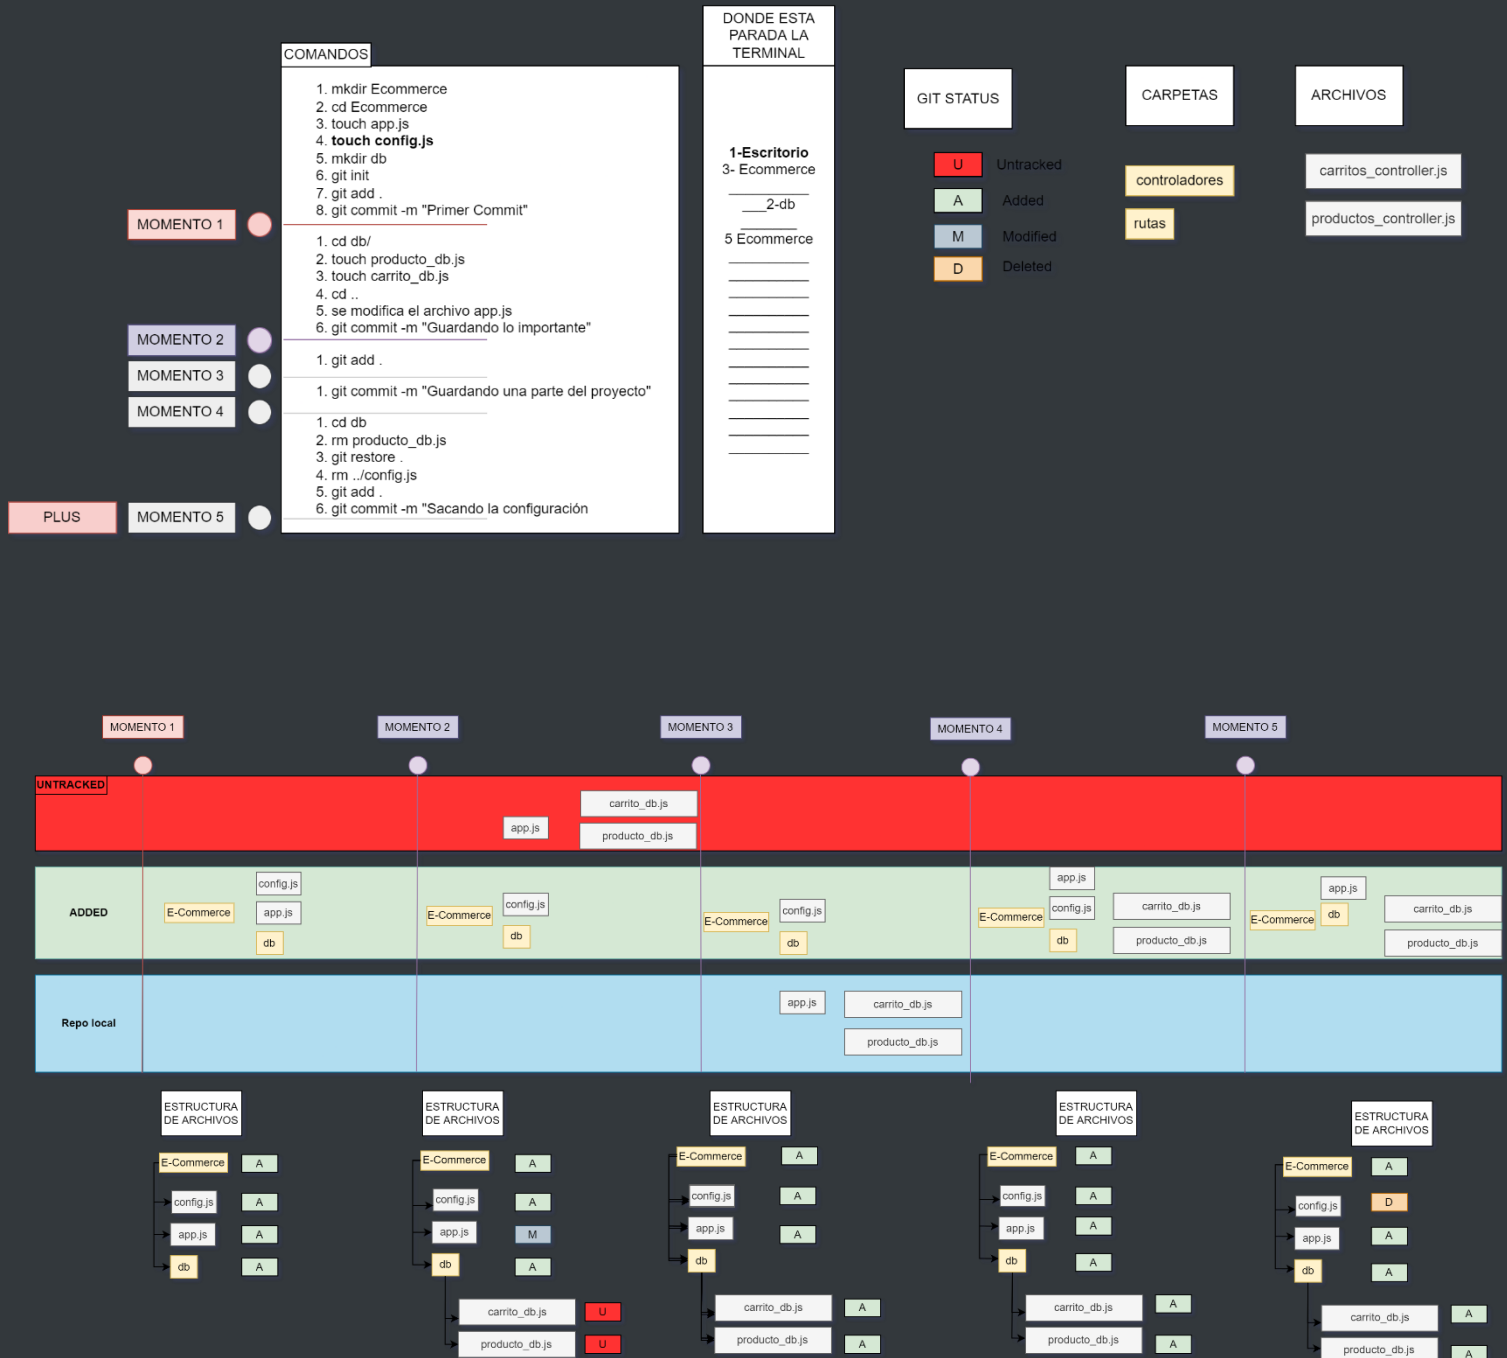 COMANDOS
1. mkdir Ecommerce
2. cd Ecommerce
3. touch app.js
4. touch config.js
5. mkdir db
6. git init
7. git add .
8. git commit -m "Primer Commit"
1. cd db/
2. touch producto_db.js
3. touch carrito_db.js
4. cd ..
5. se modifica el archivo app.js
6. git commit -m "Guardando lo importante"
1. git add .
1. git commit -m "Guardando una parte del proyecto"
1. cd db
2. rm producto_db.js
3. git restore .
4. rm ../config.js
5. git add .
6. git commit -m "Sacando la configuración
MOMENTO 1
MOMENTO 2
MOMENTO 3
MOMENTO 4
PLUS
MOMENTO 5
DONDE ESTA
PARADA LA
TERMINAL
1-Escritorio
3- Ecommerce
___2-db
5 Ecommerce
GIT STATUS
U Untracked
A Added
M Modified
D Deleted
CARPETAS
controladores
rutas
ARCHIVOS
carritos_controller.js
productos_controller.js
MOMENTO 1
MOMENTO 2
MOMENTO 3
MOMENTO 4
MOMENTO 5
UNTRACKED
app.js
carrito_db.js
producto_db.js
ADDED
E-Commerce
config.js
app.js
db
E-Commerce
config.js
db
E-Commerce
config.js
db
E-Commerce
app.js
config.js
db
carrito_db.js
producto_db.js
E-Commerce
app.js
db
carrito_db.js
producto_db.js
Repo local
app.js
carrito_db.js
producto_db.js
ESTRUCTURA
DE ARCHIVOS
E-Commerce A
config.js A
app.js A
db A
ESTRUCTURA
DE ARCHIVOS
E-Commerce A
config.js A
app.js M
db A
carrito_db.js U
producto_db.js U
ESTRUCTURA
DE ARCHIVOS
E-Commerce A
config.js A
app.js A
db
carrito_db.js A
producto_db.js A
ESTRUCTURA
DE ARCHIVOS
E-Commerce A
config.js A
app.js A
db A
carrito_db.js A
producto_db.js A
ESTRUCTURA
DE ARCHIVOS
E-Commerce A
config.js D
app.js A
db A
carrito_db.js A
producto_db.js A